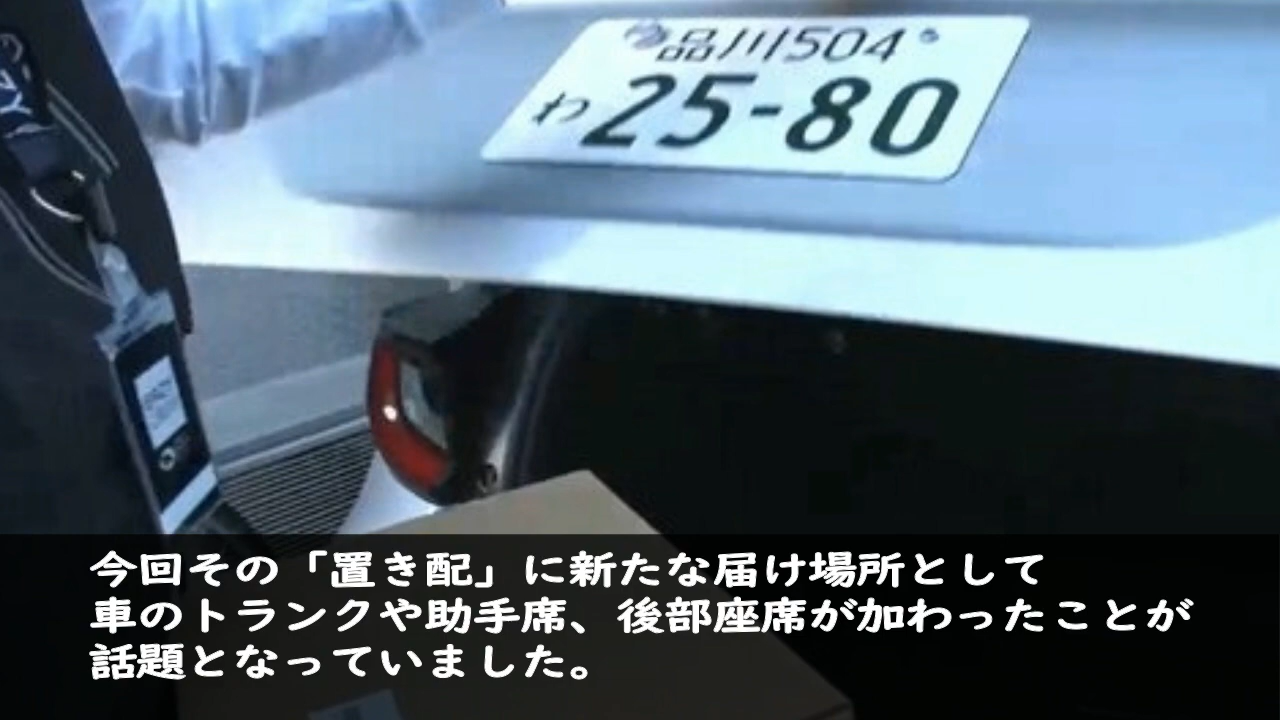 品川504
わ 25-80
今回その「置き配」に新たな届け場所として
車のトランクや助手席、後部座席が加わったことが
話題となっていました。